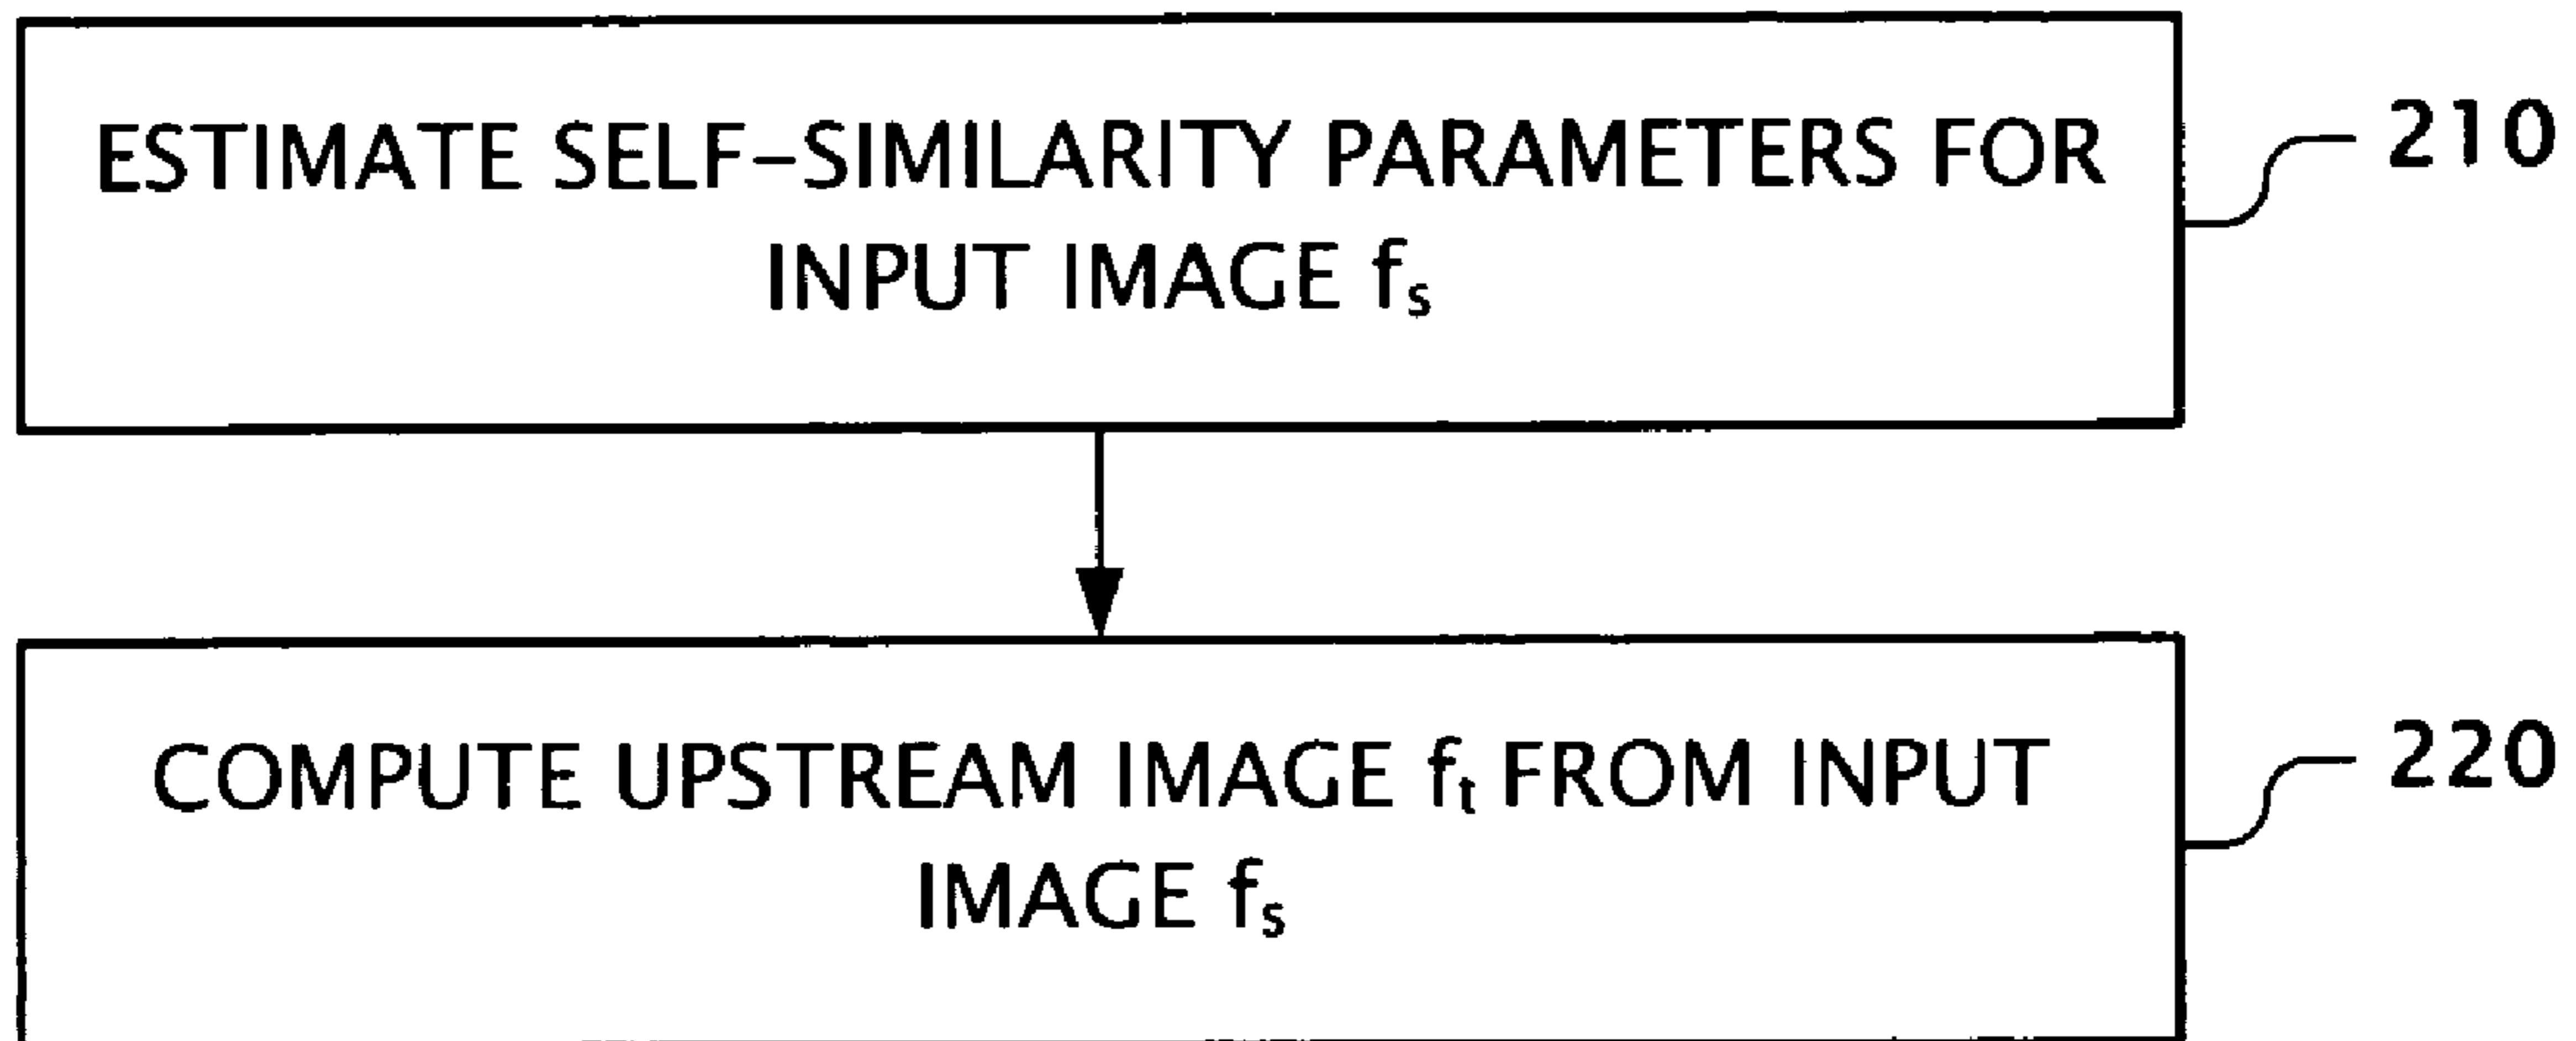 ESTIMATE SELF-SIMILARITY PARAMETERS FOR
INPUT IMAGE fs
210
COMPUTE UPSTREAM IMAGE ft FROM INPUT
IMAGE fs
220